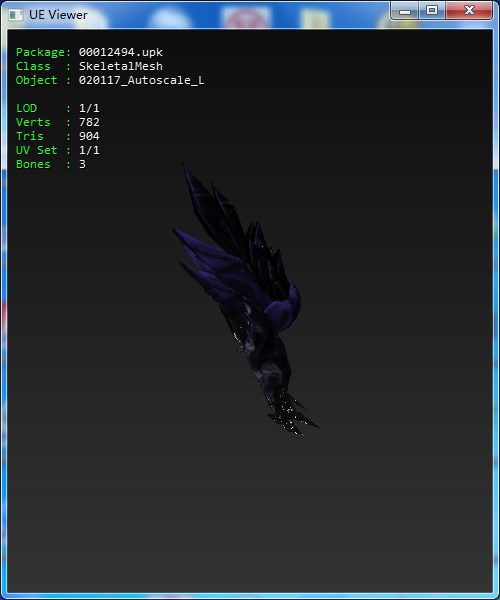 UE Viewer
Package: 00012494.upk
Class : SkeletalMesh
Object : 020117_Autoscale_L
LOD : 1/1
Verts : 782
Tris : 904
UV Set : 1/1
Bones : 3